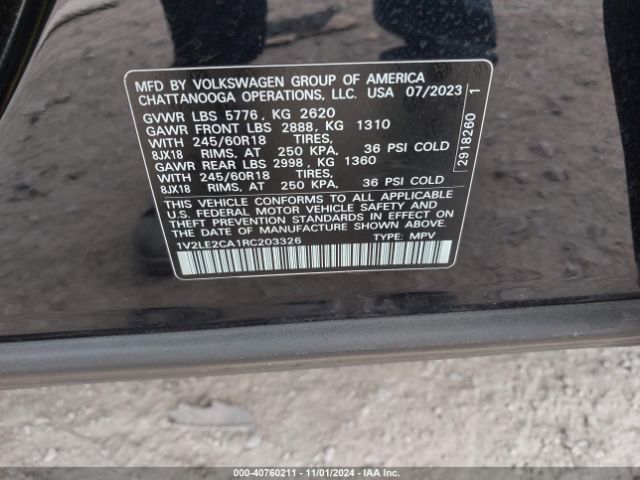 MFD BY VOLKSWAGEN GROUP OF AMERICA
CHATTANOOGA OPERATIONS, LLC. USA 07/2023
GVWR LBS 5776, KG 2620
GAWR FRONT LBS 2888, KG 1310
WITH 245/60R18 TIRES,
8JX18 RIMS, AT 250 KPA, 36 PSI COLD
GAWR REAR LBS 2998, KG 1360
WITH 245/60R18 TIRES,
8JX18 RIMS, AT 250 KPA, 36 PSI COLD
THIS VEHICLE CONFORMS TO ALL APPLICABLE
U.S. FEDERAL MOTOR VEHICLE SAFETY AND
THEFT PREVENTION STANDARDS IN EFFECT ON
THE DATE OF MANUFACTURE SHOWN ABOVE.
1V2LE2CA1RC203326 TYPE: MPV
2918260 1
000-40760211 - 11/01/2024 - IAAI.COM